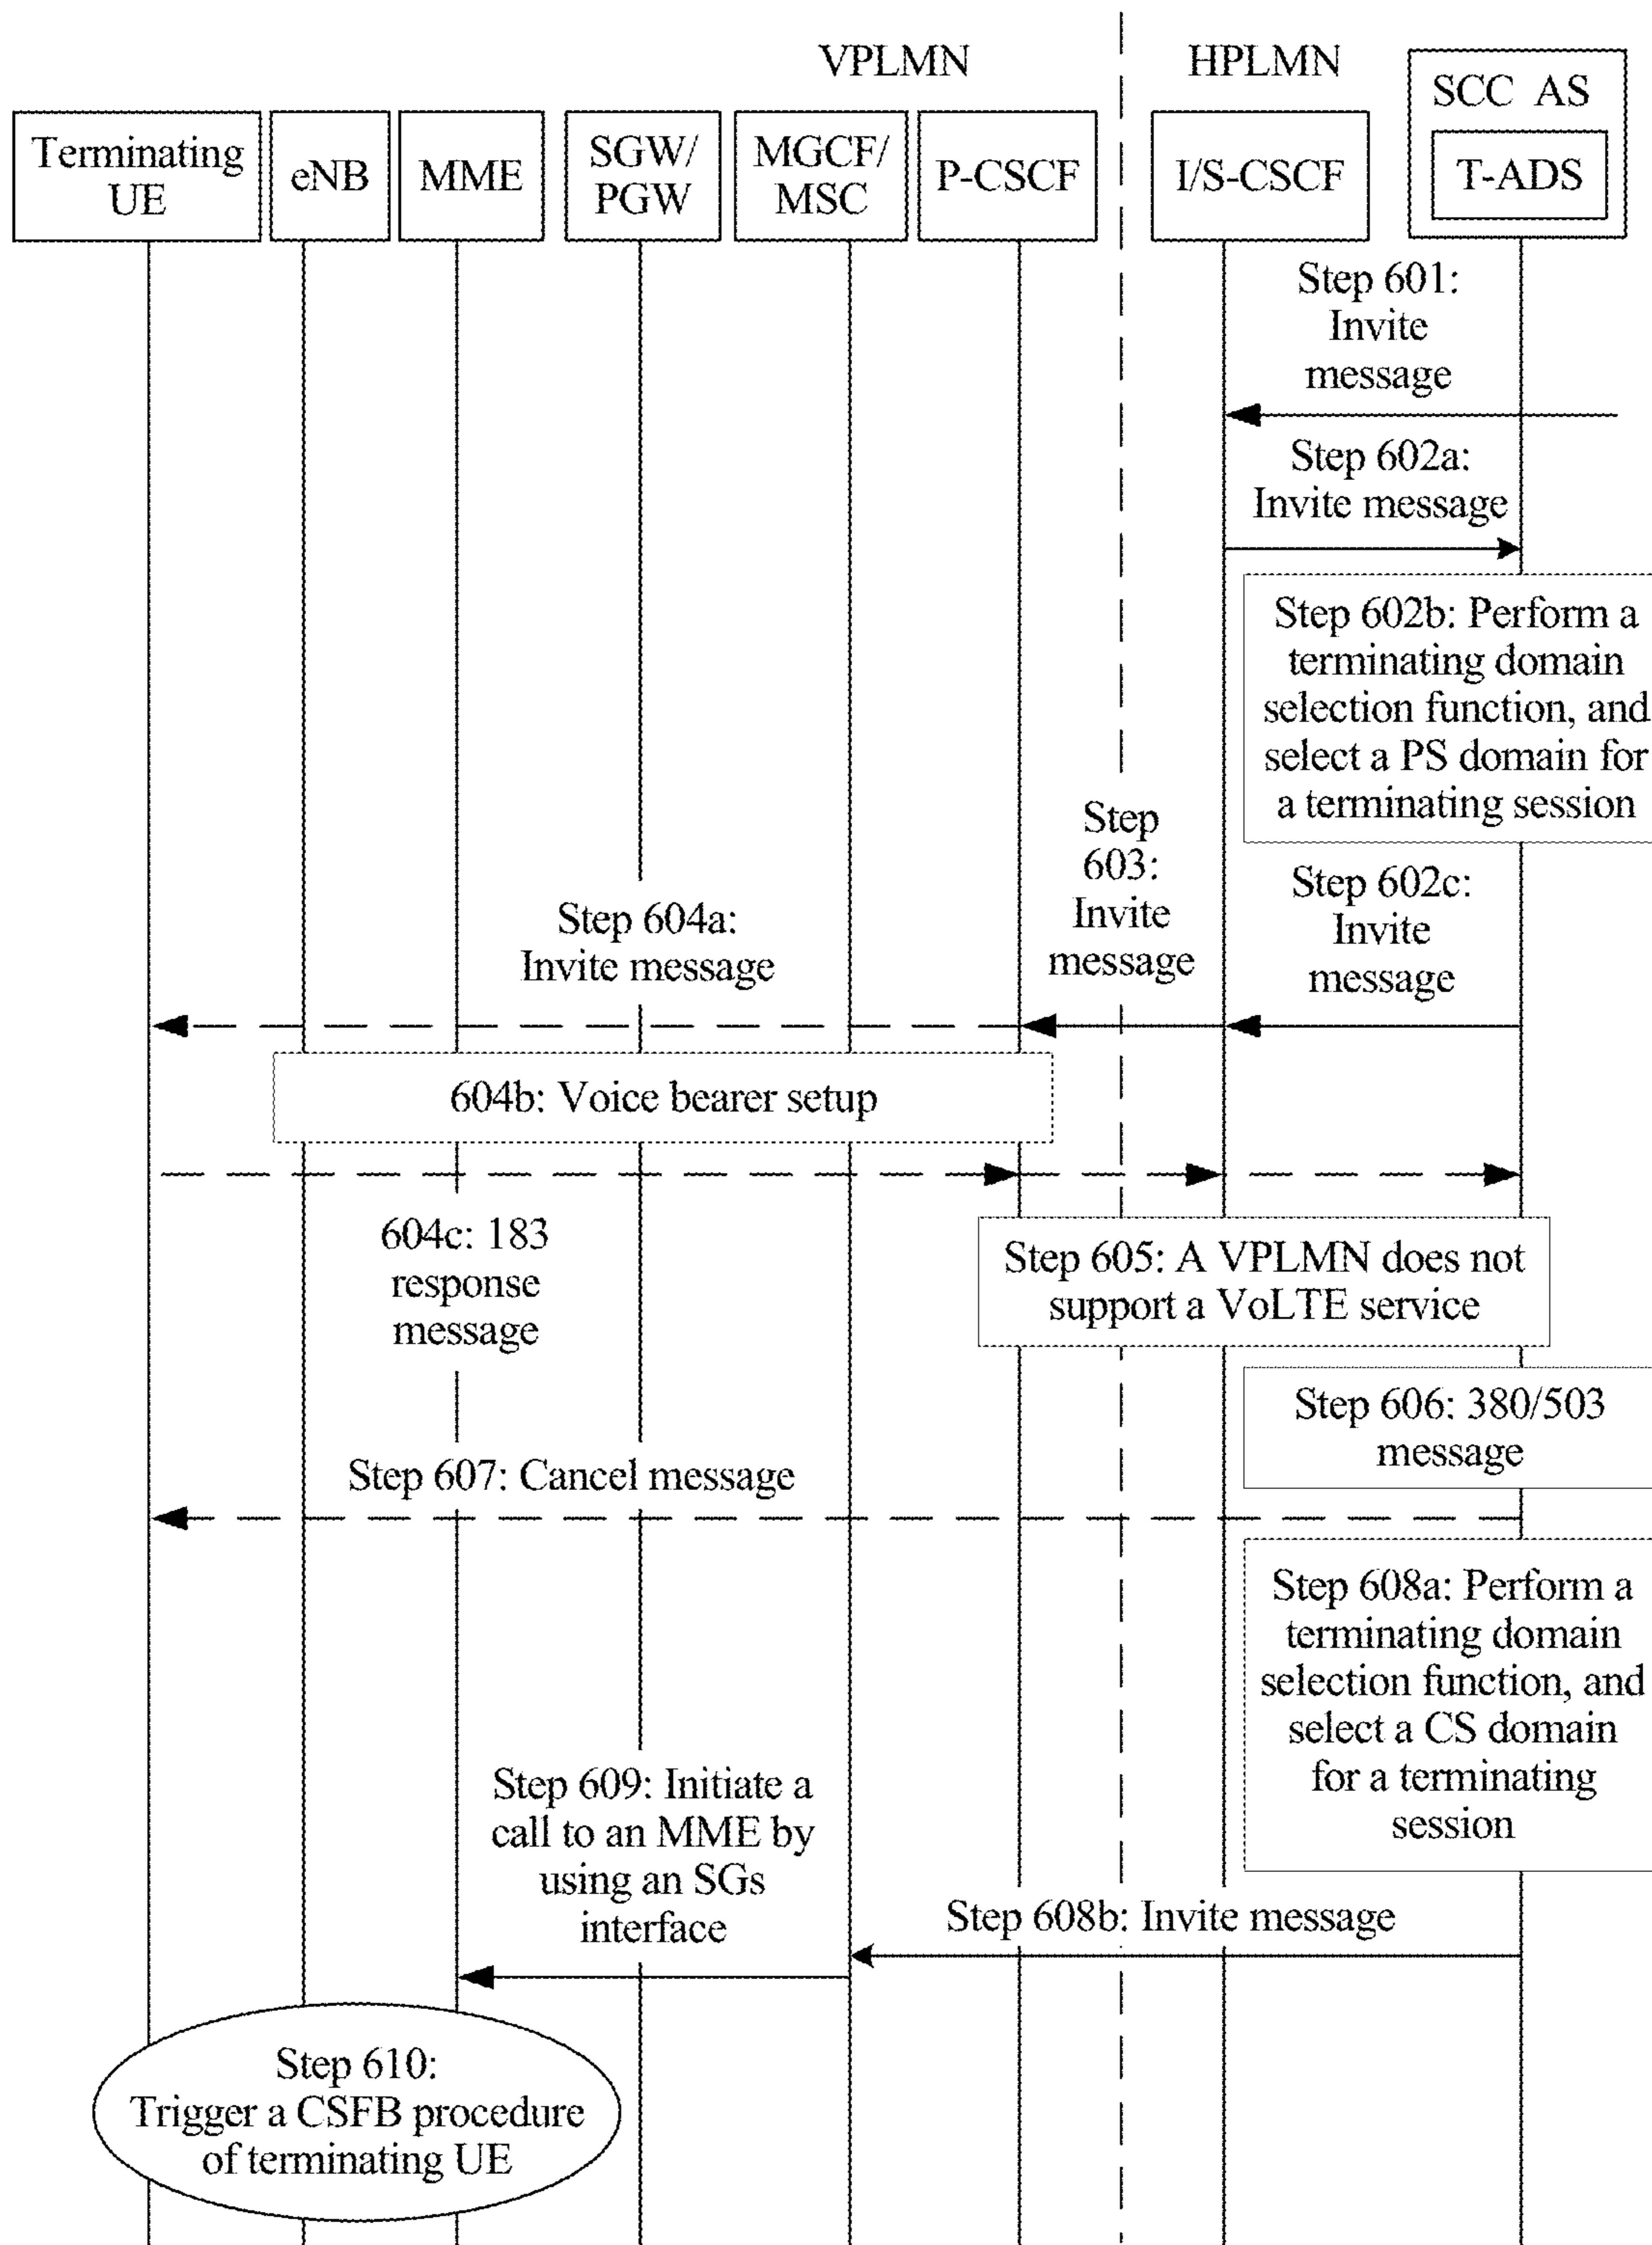 VPLMN
HPLMN
SCC AS
T-ADS
Terminating
UE
eNB
MME
SGW/
PGW
MGCF/
MSC
P-CSCF
I/S-CSCF
Step 601:
Invite
message
Step 602a:
Invite message
Step 602b: Perform a
terminating domain
selection function, and
select a PS domain for
a terminating session
Step 602c:
Invite
message
Step
603:
Invite
message
Step 604a:
Invite message
604b: Voice bearer setup
604c: 183
response
message
Step 605: A VPLMN does not
support a VoLTE service
Step 606: 380/503
message
Step 607: Cancel message
Step 608a: Perform a
terminating domain
selection function, and
select a CS domain
for a terminating
session
Step 608b: Invite message
Step 609: Initiate a
call to an MME by
using an SGs
interface
Step 610:
Trigger a CSFB procedure
of terminating UE